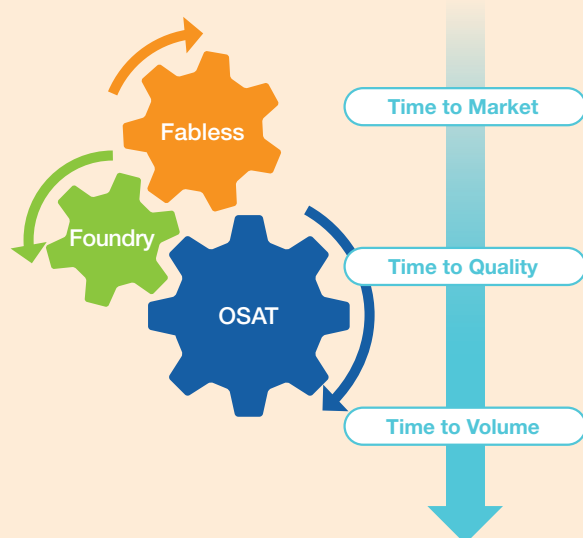 Fabless
Time to Market
Foundry
Time to Quality
OSAT
Time to Volume